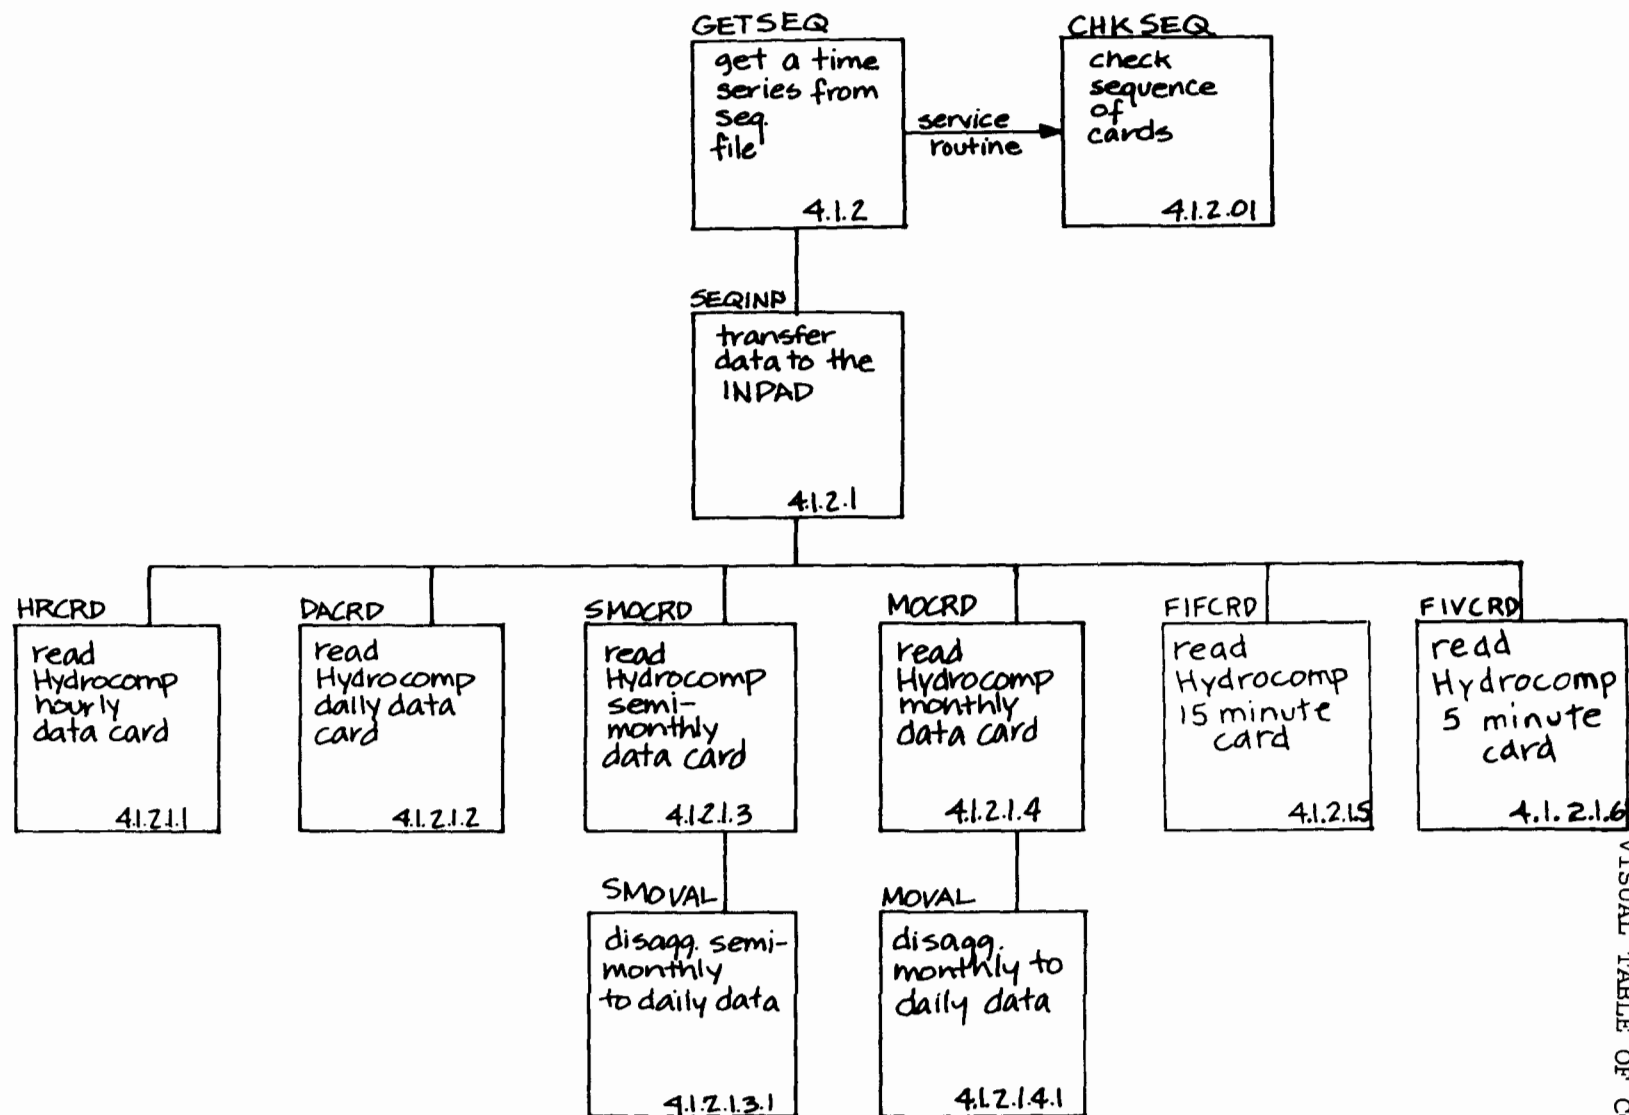 GETSEQ
get a time
series from
seq.
file
4.1.2
service
routine
CHKSEQ
check
sequence
of
cards
4.1.2.01
SEQINP
transfer
data to the
INPAD
4.1.2.1
HRCRD
read
Hydrocomp
hourly
data card
4.1.2.1.1
DACRD
read
Hydrocomp
daily data
card
4.1.2.1.2
SMOCRD
read
Hydrocomp
semi-
monthly
data card
4.1.2.1.3
MOCRD
read
Hydrocomp
monthly
data card
4.1.2.1.4
FIFCRD
read
Hydrocomp
15 minute
card
4.1.2.1.5
FIVCRD
read
Hydrocomp
5 minute
card
4.1.2.1.6
SMOVAL
disagg. semi-
monthly
to daily data
4.1.2.1.3.1
MOVAL
disagg.
monthly to
daily data
4.1.2.1.4.1
VISUAL TABLE OF